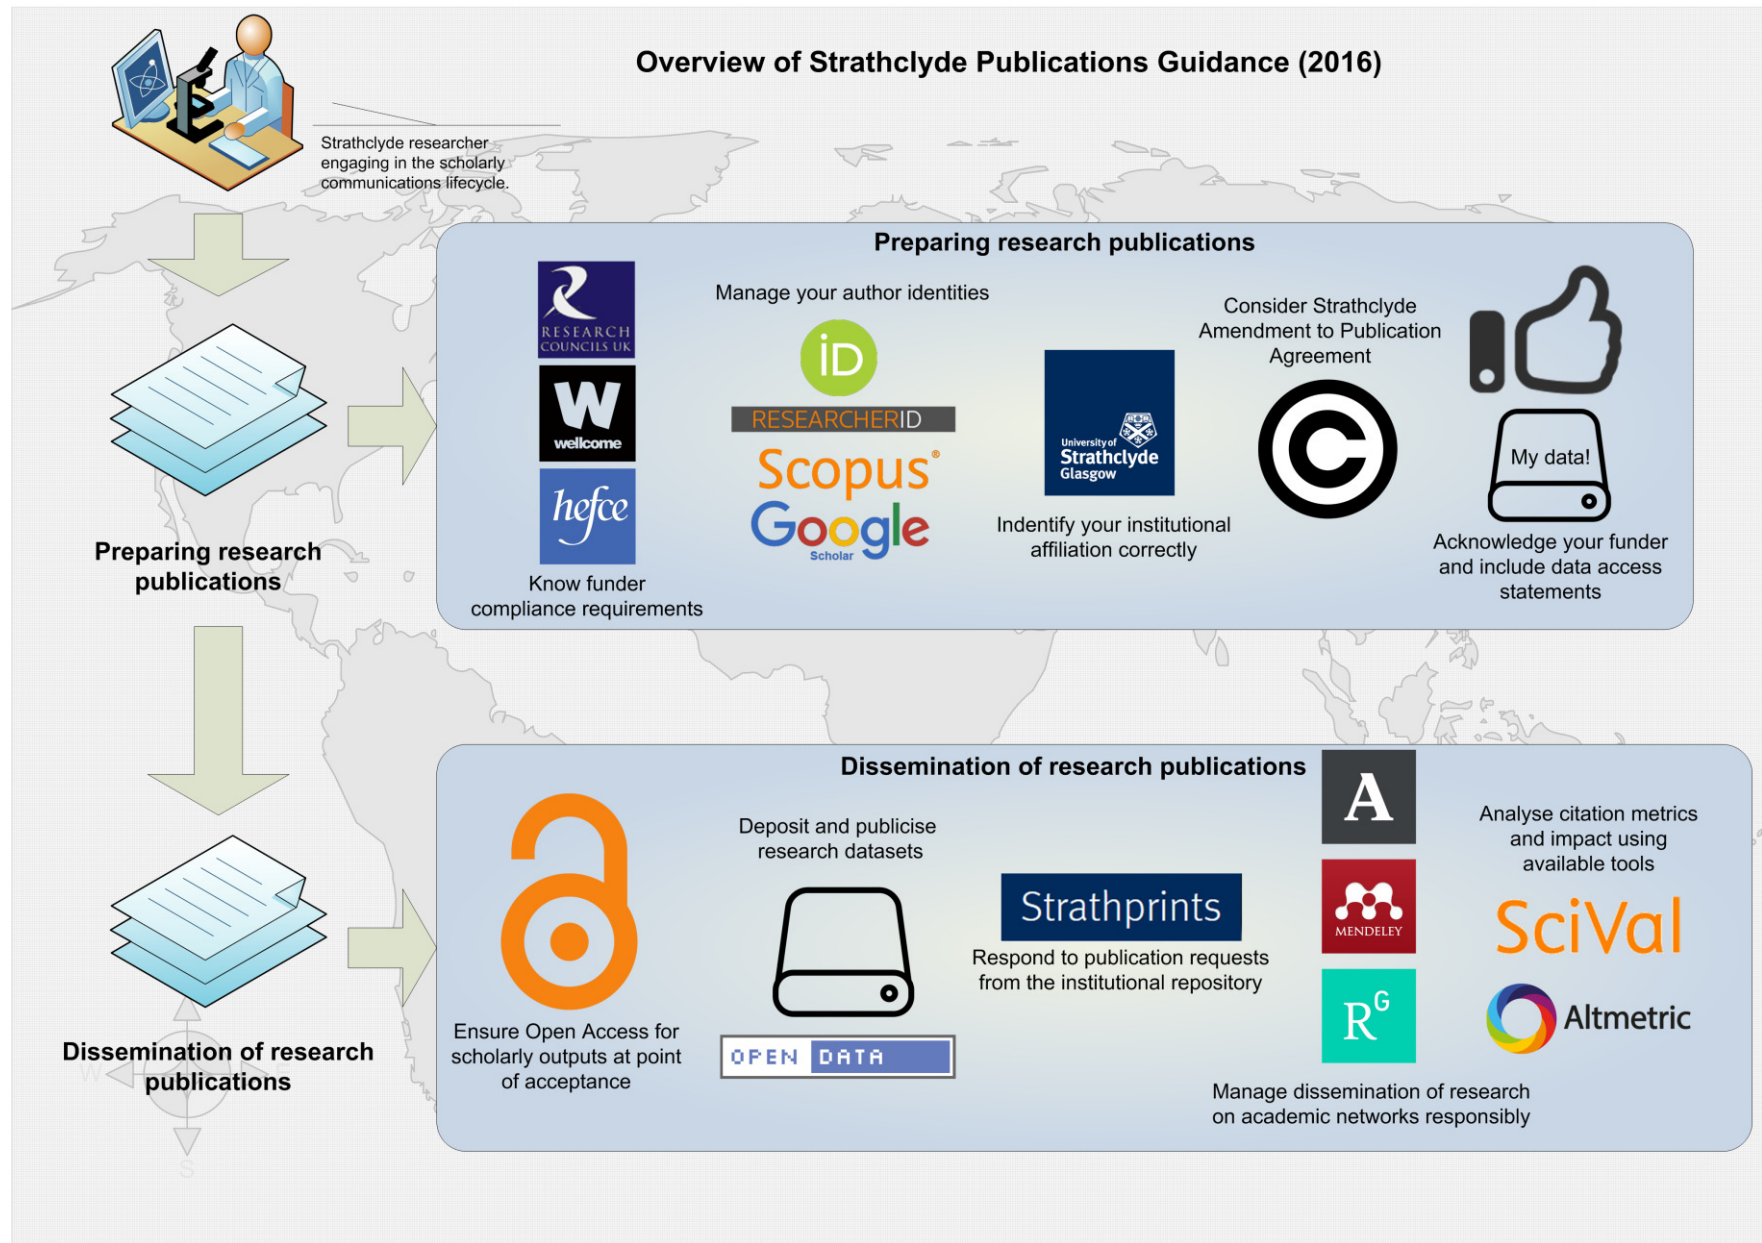 Overview of Strathclyde Publications Guidance (2016)
Strathclyde researcher
engaging in the scholarly
communications lifecycle.
Preparing research
publications
Preparing research publications
RESEARCH
COUNCILS UK
W
wellcome
hefce
Know funder
compliance requirements
Manage your author identities
iD
RESEARCHERID
Scopus®
Google
Scholar
University of
Strathclyde
Glasgow
Indentify your institutional
affiliation correctly
Consider Strathclyde
Amendment to Publication
Agreement
C
My data!
Acknowledge your funder
and include data access
statements
Dissemination of research
publications
W
E
S
Dissemination of research publications
Ensure Open Access for
scholarly outputs at point
of acceptance
Deposit and publicise
research datasets
OPEN DATA
Strathprints
Respond to publication requests
from the institutional repository
A
MENDELEY
RG
Manage dissemination of research
on academic networks responsibly
Analyse citation metrics
and impact using
available tools
SciVal
Altmetric